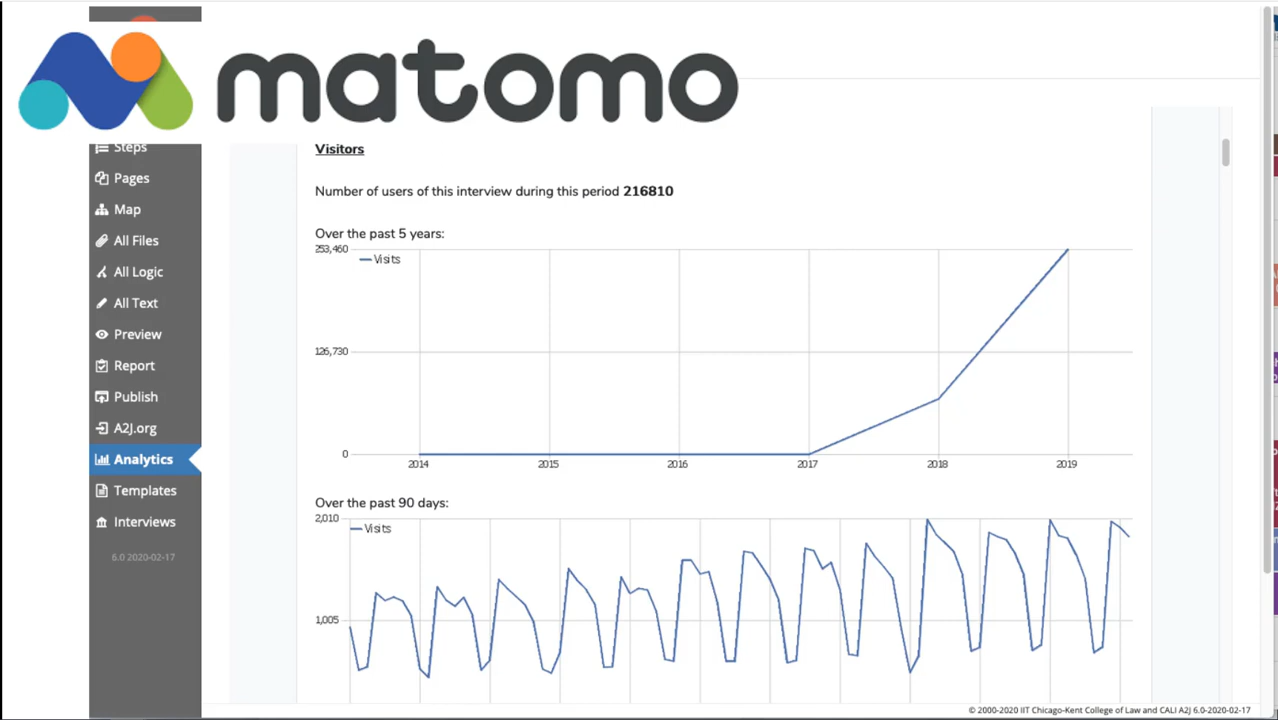 matomo
Steps
Pages
Map
All Files
All Logic
All Text
Preview
Report
Publish
A2J.org
Analytics
Templates
Interviews
6.0 2020-02-17
Visitors
Number of users of this interview during this period 216810
Over the past 5 years:
253,460
Visits
126,730
0
2014 2015 2016 2017 2018 2019
Over the past 90 days:
2,010
Visits
1,005
© 2000-2020 IIT Chicago-Kent College of Law and CALI A2J 6.0-2020-02-17